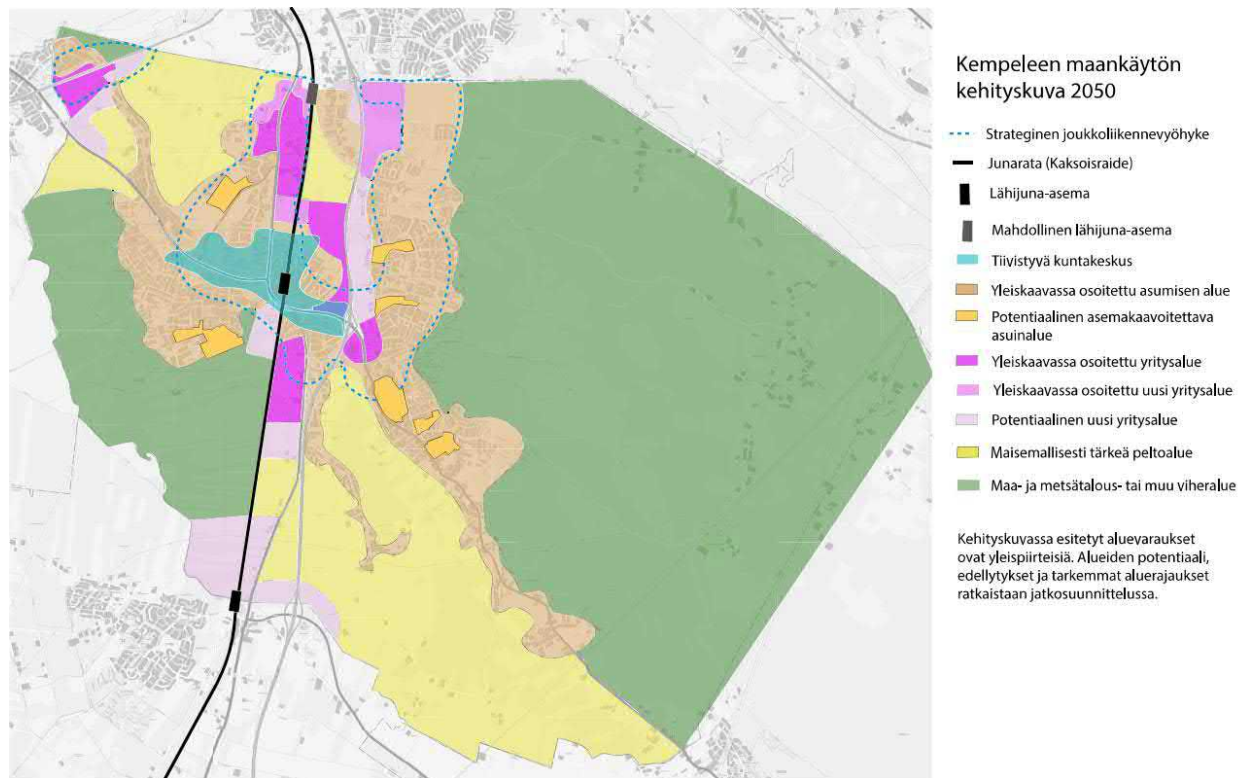 Kempeleen maankäytön
kehityskuva 2050
Strateginen joukkoliikennevyöhyke
Junarata (Kaksoisraide)
Lähijuna-asema
Mahdollinen lähijuna-asema
Tiivistyvä kuntakeskus
Yleiskaavassa osoitettu asumisen alue
Potentiaalinen asemakaavoitettava
asuinalue
Yleiskaavassa osoitettu yritysalue
Yleiskaavassa osoitettu uusi yritysalue
Potentiaalinen uusi yritysalue
Maisemallisesti tärkeä peltoalue
Maa- ja metsätalous- tai muu viheralue
Kehityskuvassa esitetyt aluevaraukset
ovat yleispiirteisiä. Alueiden potentiaali,
edellytykset ja tarkemmat aluerajaukset
ratkaistaan jatkosuunnittelussa.